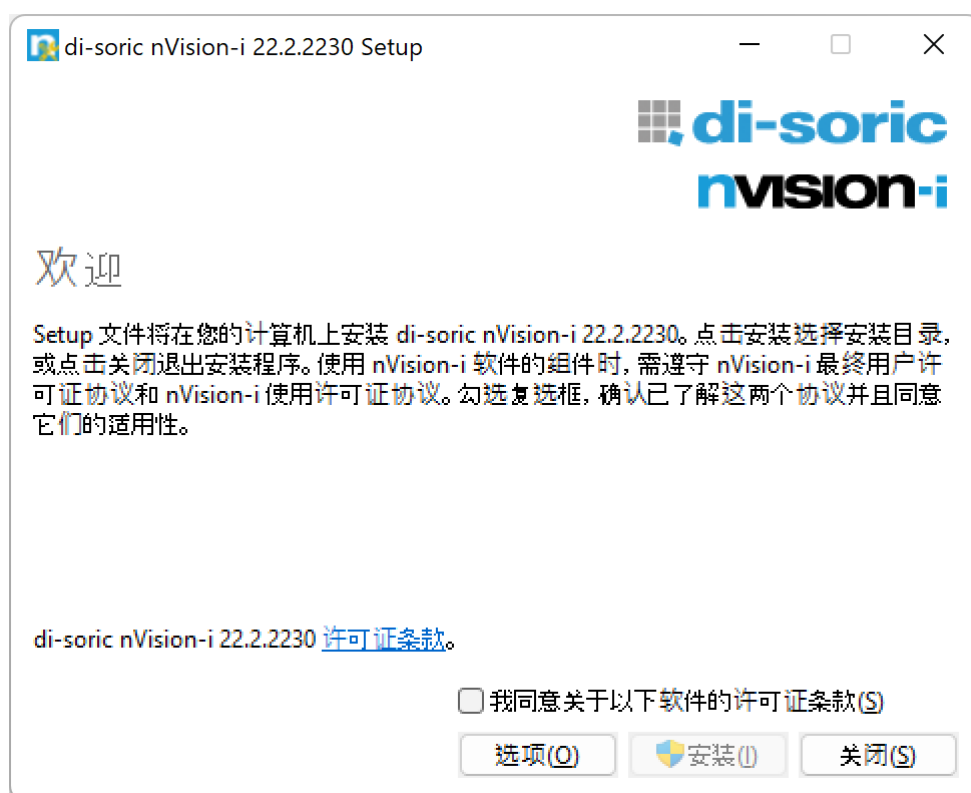 di-soric nVision-i 22.2.2230 Setup
di-soric
nvision-i
欢迎
Setup 文件将在您的计算机上安装 di-soric nVision-i 22.2.2230。点击安装选择安装目录，
或点击关闭退出安装程序。使用 nVision-i 软件的组件时，需遵守 nVision-i 最终用户许
可证协议和 nVision-i 使用许可证协议。勾选复选框，确认已了解这两个协议并且同意
它们的适用性。
di-soric nVision-i 22.2.2230 许可证条款。
我同意关于以下软件的许可证条款(S)
选项(O)
安装(I)
关闭(S)